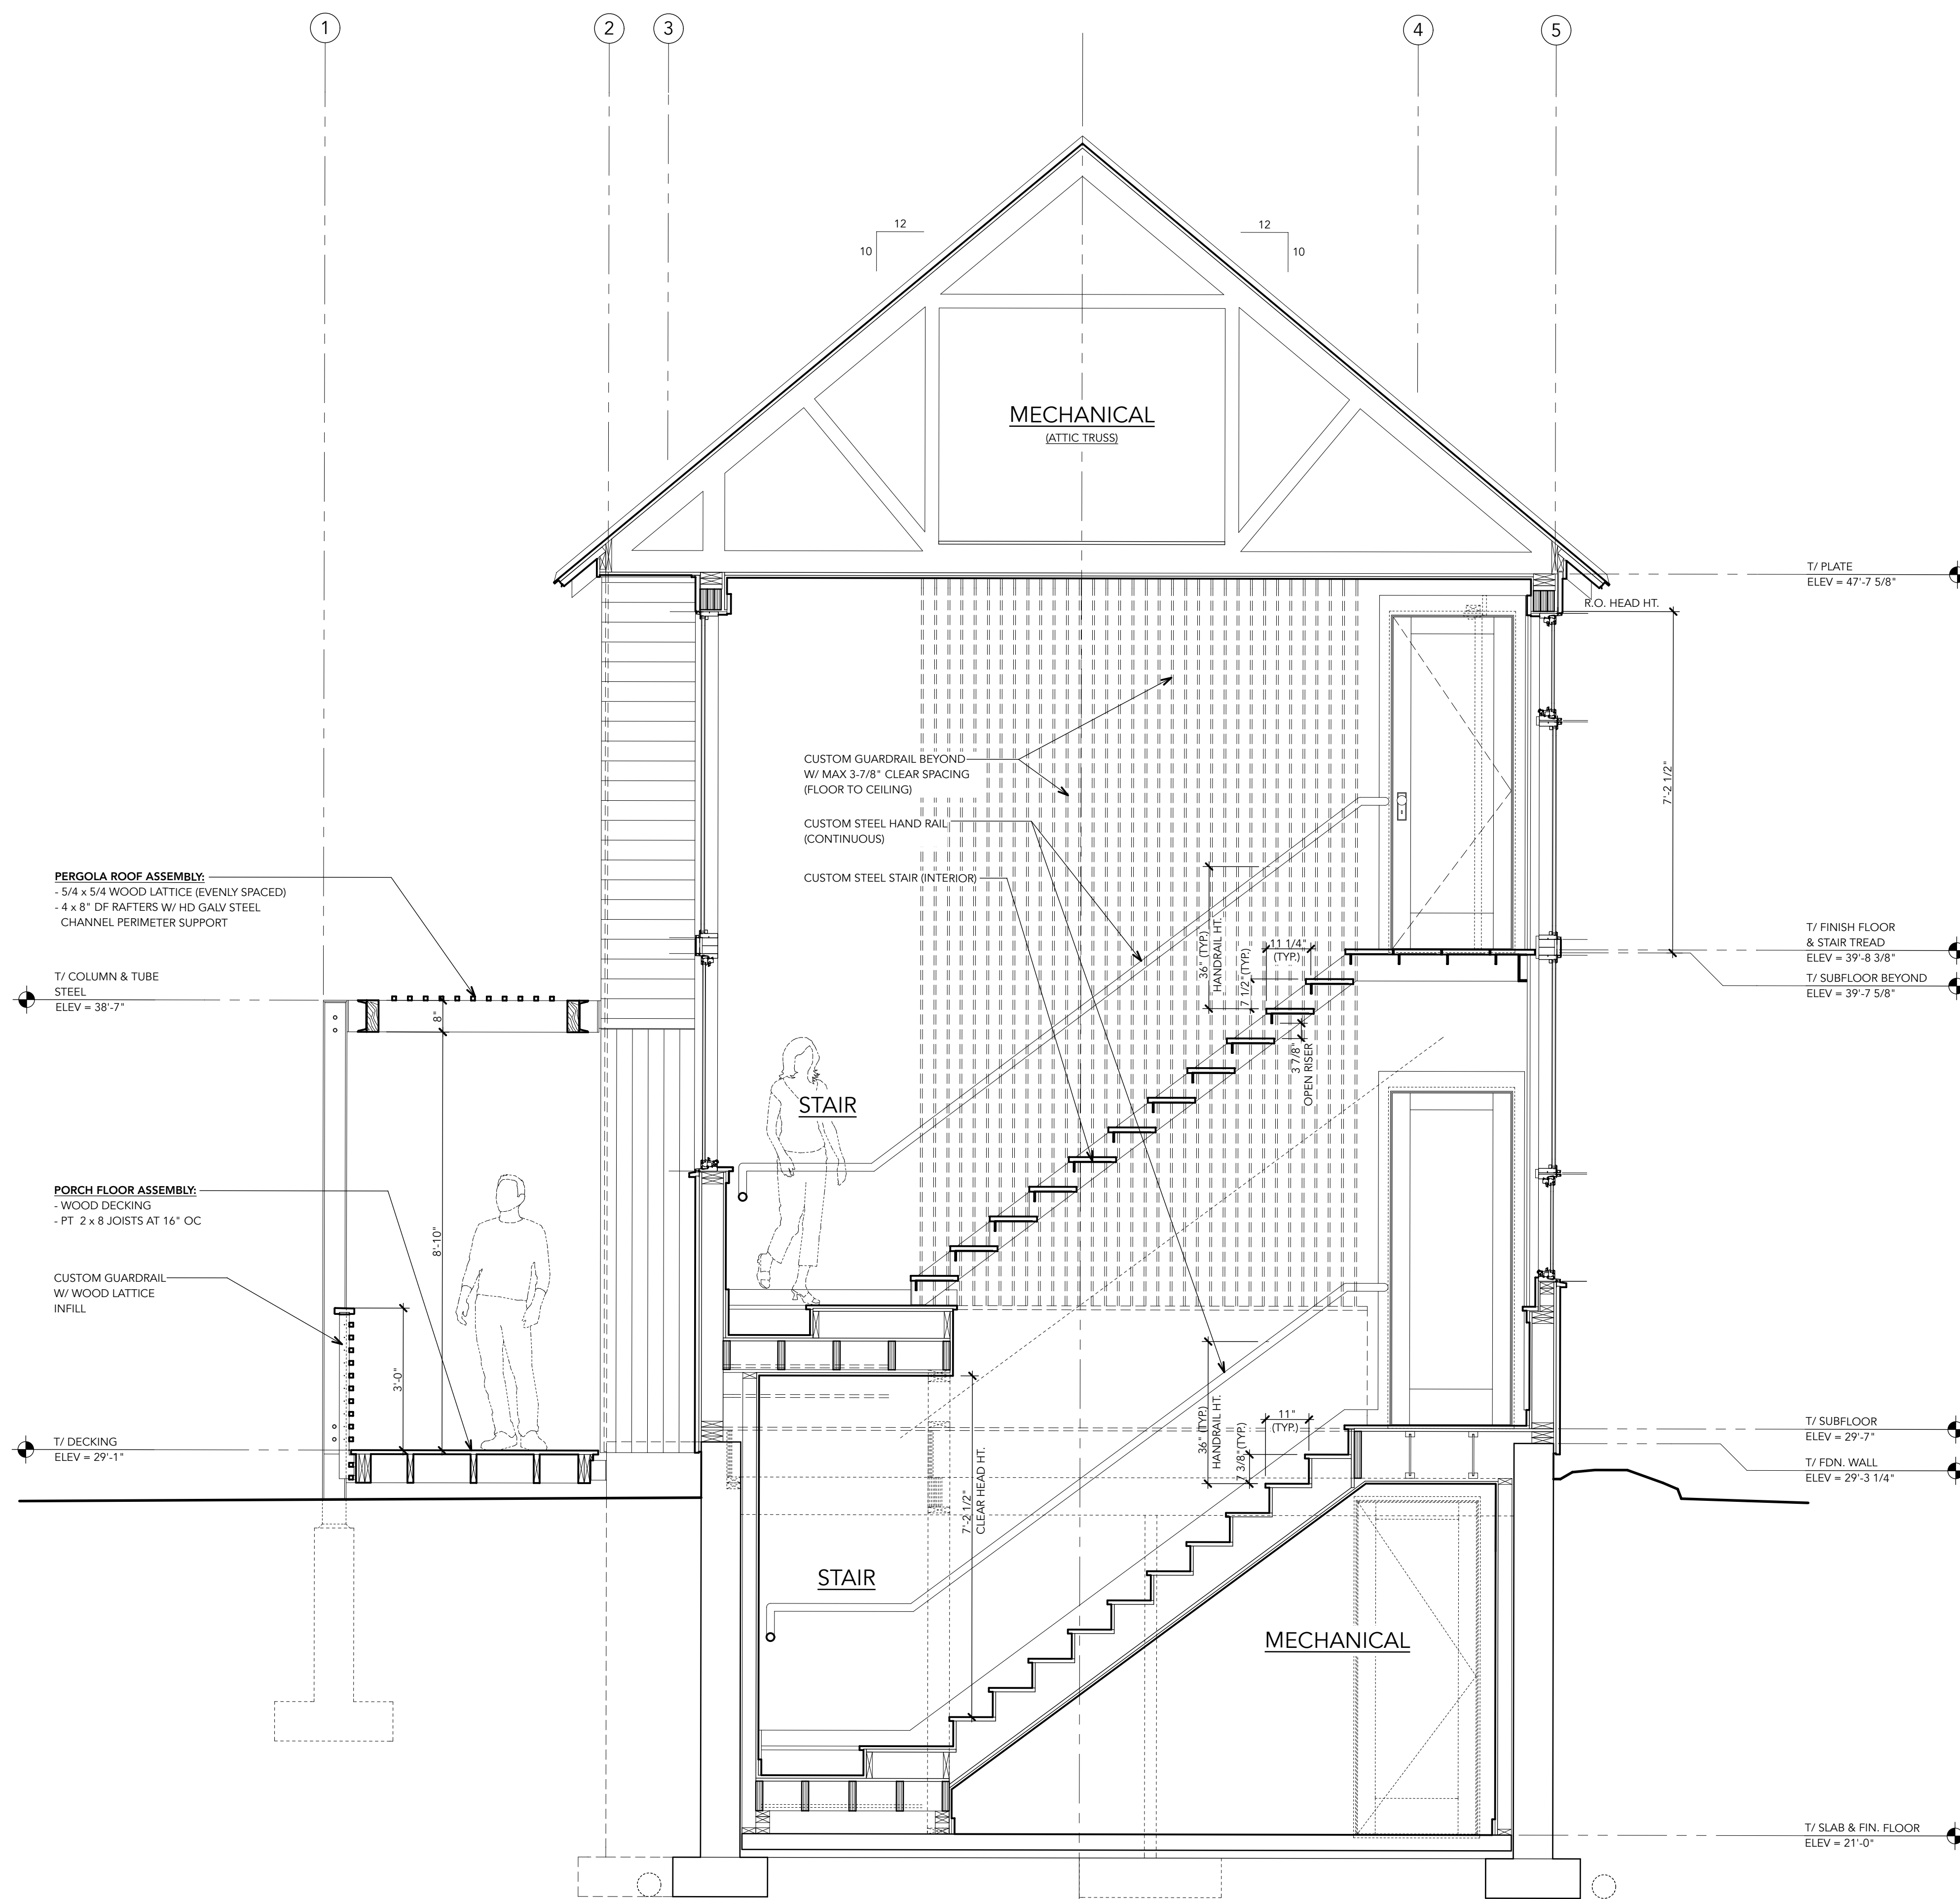 1
2
3
4
5
12
10
12
10
MECHANICAL
(ATTIC TRUSS)
T/ PLATE
ELEV = 47'-7 5/8"
R.O. HEAD HT.
7'-2 1/2"
CUSTOM GUARDRAIL BEYOND
W/ MAX 3-7/8" CLEAR SPACING
(FLOOR TO CEILING)
CUSTOM STEEL HAND RAIL
(CONTINUOUS)
CUSTOM STEEL STAIR (INTERIOR)
PERGOLA ROOF ASSEMBLY:
- 5/4 x 5/4 WOOD LATTICE (EVENLY SPACED)
- 4 x 8" DF RAFTERS W/ HD GALV STEEL
CHANNEL PERIMETER SUPPORT
T/ COLUMN & TUBE
STEEL
ELEV = 38'-7"
8"
36" (TYP.)
HANDRAIL HT.
7 1/2" (TYP.)
11 1/4"
(TYP.)
3 7/8"
OPEN RISER
T/ FINISH FLOOR
& STAIR TREAD
ELEV = 39'-8 3/8"
T/ SUBFLOOR BEYOND
ELEV = 39'-7 5/8"
STAIR
PORCH FLOOR ASSEMBLY:
- WOOD DECKING
- PT 2 x 8 JOISTS AT 16" OC
8'-10"
CUSTOM GUARDRAIL
W/ WOOD LATTICE
INFILL
3'-0"
T/ DECKING
ELEV = 29'-1"
36" (TYP.)
HANDRAIL HT.
7 3/8" (TYP.)
11"
(TYP.)
7'-2 1/2"
CLEAR HEAD HT.
T/ SUBFLOOR
ELEV = 29'-7"
T/ FDN. WALL
ELEV = 29'-3 1/4"
STAIR
MECHANICAL
T/ SLAB & FIN. FLOOR
ELEV = 21'-0"